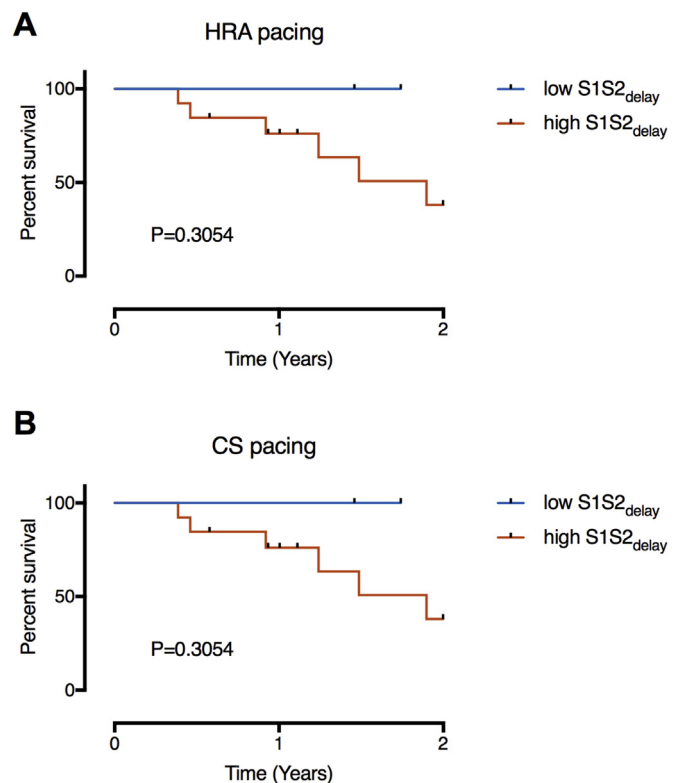 A
HRA pacing
Percent survival
100
50
0
P=0.3054
0 1 2
Time (Years)
low S1S2delay
high S1S2delay
B
CS pacing
Percent survival
100
50
0
P=0.3054
0 1 2
Time (Years)
low S1S2delay
high S1S2delay